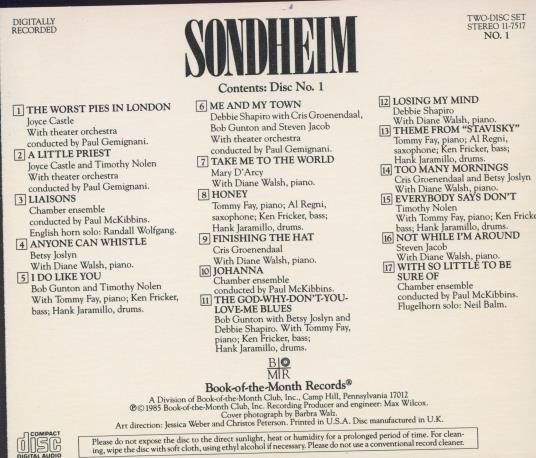 DIGITALLY
RECORDED
SONDHEIM
TWO-DISC SET
STEREO 11-7517
NO. 1
Contents: Disc No. 1
1 THE WORST PIES IN LONDON
Joyce Castle
With theater orchestra
conducted by Paul Gemignani.
2 A LITTLE PRIEST
Joyce Castle and Timothy Nolen
With theater orchestra
conducted by Paul Gemignani.
3 LIAISONS
Chamber ensemble
conducted by Paul McKibbins.
English horn solo: Randall Wolfgang.
4 ANYONE CAN WHISTLE
Betsy Joslyn
With Diane Walsh, piano.
5 I DO LIKE YOU
Bob Gunton and Timothy Nolen
With Tommy Fay, piano; Ken Fricker,
bass; Hank Jaramillo, drums.
6 ME AND MY TOWN
Debbie Shapiro with Cris Groenendaal,
Bob Gunton and Steven Jacob
With theater orchestra
conducted by Paul Gemignani.
7 TAKE ME TO THE WORLD
Mary D'Arcy
With Diane Walsh, piano.
8 HONEY
Tommy Fay, piano; Al Regni,
saxophone; Ken Fricker, bass;
Hank Jaramillo, drums.
9 FINISHING THE HAT
Cris Groenendaal
With Diane Walsh, piano.
10 JOHANNA
Chamber ensemble
conducted by Paul McKibbins.
11 THE GOD-WHY-DON'T-YOU-
LOVE-ME BLUES
Bob Gunton with Betsy Joslyn and
Debbie Shapiro. With Tommy Fay,
piano; Ken Fricker, bass;
Hank Jaramillo, drums.
12 LOSING MY MIND
Debbie Shapiro
With Diane Walsh, piano.
13 THEME FROM "STAVISKY"
Tommy Fay, piano; Al Regni,
saxophone; Ken Fricker, bass;
Hank Jaramillo, drums.
14 TOO MANY MORNINGS
Cris Groenendaal and Betsy Joslyn
With Diane Walsh, piano.
15 EVERYBODY SAYS DON'T
Timothy Nolen
With Tommy Fay, piano; Ken Fricke
bass; Hank Jaramillo, drums.
16 NOT WHILE I'M AROUND
Steven Jacob
With Diane Walsh, piano.
17 WITH SO LITTLE TO BE
SURE OF
Chamber ensemble
conducted by Paul McKibbins.
Flugelhorn solo: Neil Balm.
BO
MR
Book-of-the-Month Records®
A Division of Book-of-the-Month Club, Inc., Camp Hill, Pennsylvania 17012
℗©1985 Book-of-the-Month Club, Inc. Recording Producer and engineer: Max Wilcox.
Cover photograph by Barbra Walz.
Art direction: Jessica Weber and Christos Peterson. Printed in U.S.A. Disc manufactured in U.K.
COMPACT
disc
DIGITAL AUDIO
Please do not expose the disc to the direct sunlight, heat or humidity for a prolonged period of time. For clean-
ing, wipe the disc with soft cloth, using ethyl alcohol if necessary. Please do not use a conventional record cleaner.